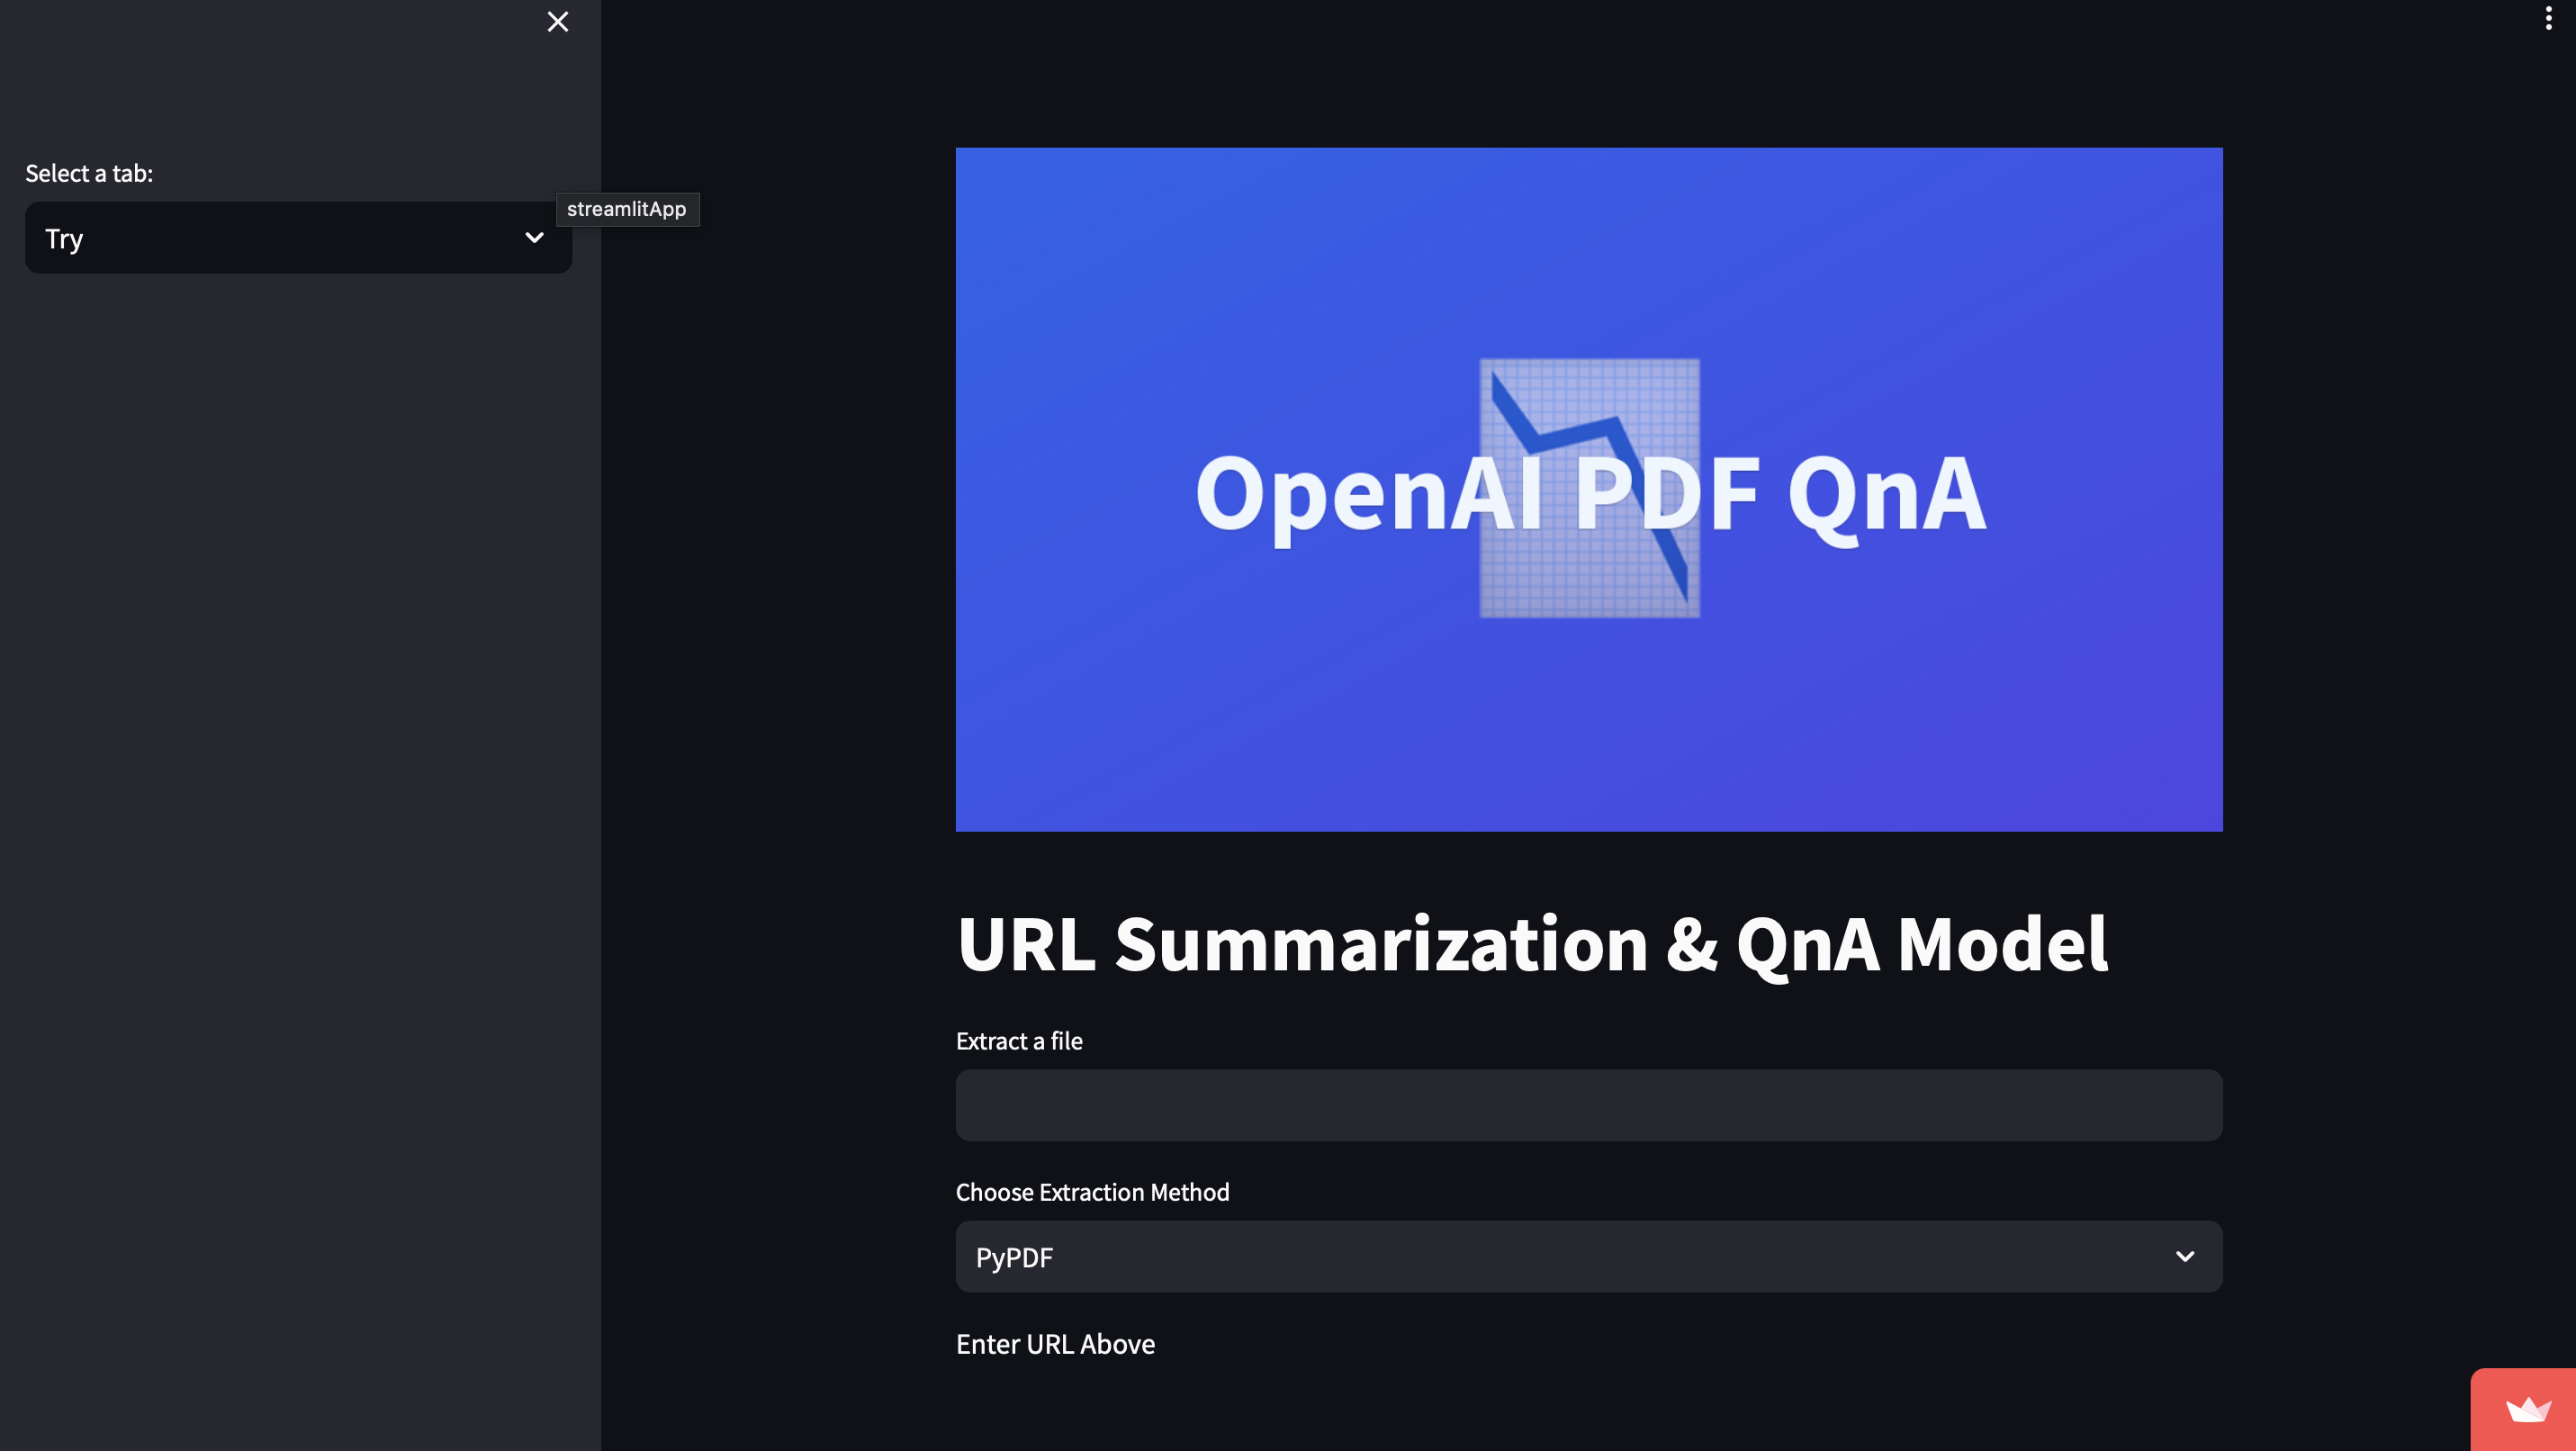 Select a tab:
streamlitApp
Try
OpenAI PDF QnA
URL Summarization & QnA Model
Extract a file
Choose Extraction Method
PyPDF
Enter URL Above